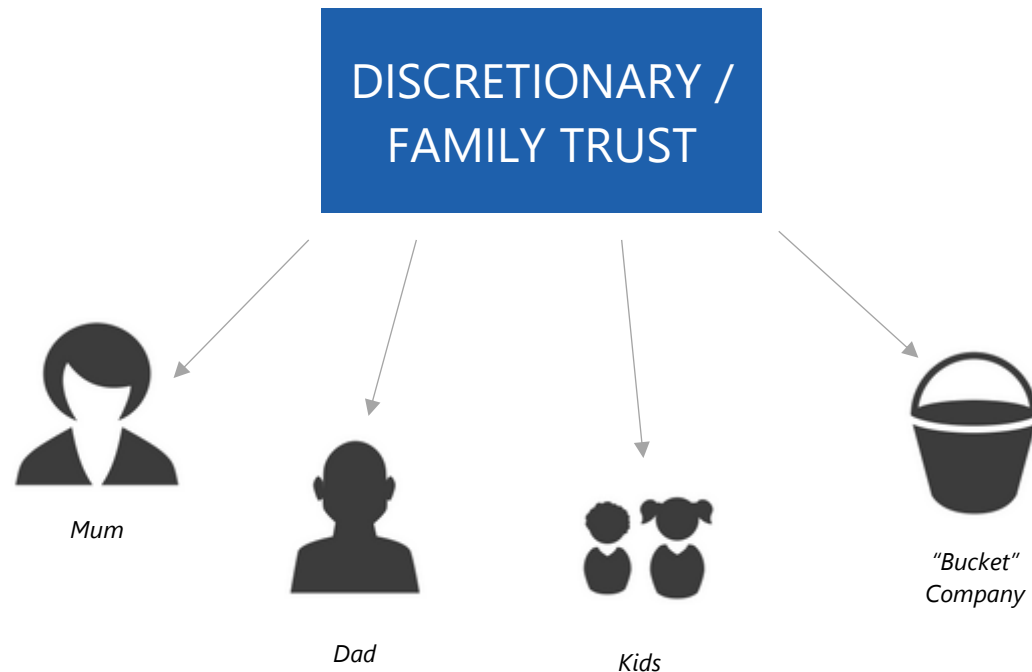 DISCRETIONARY /
FAMILY TRUST
Mum
Dad
Kids
“Bucket”
Company